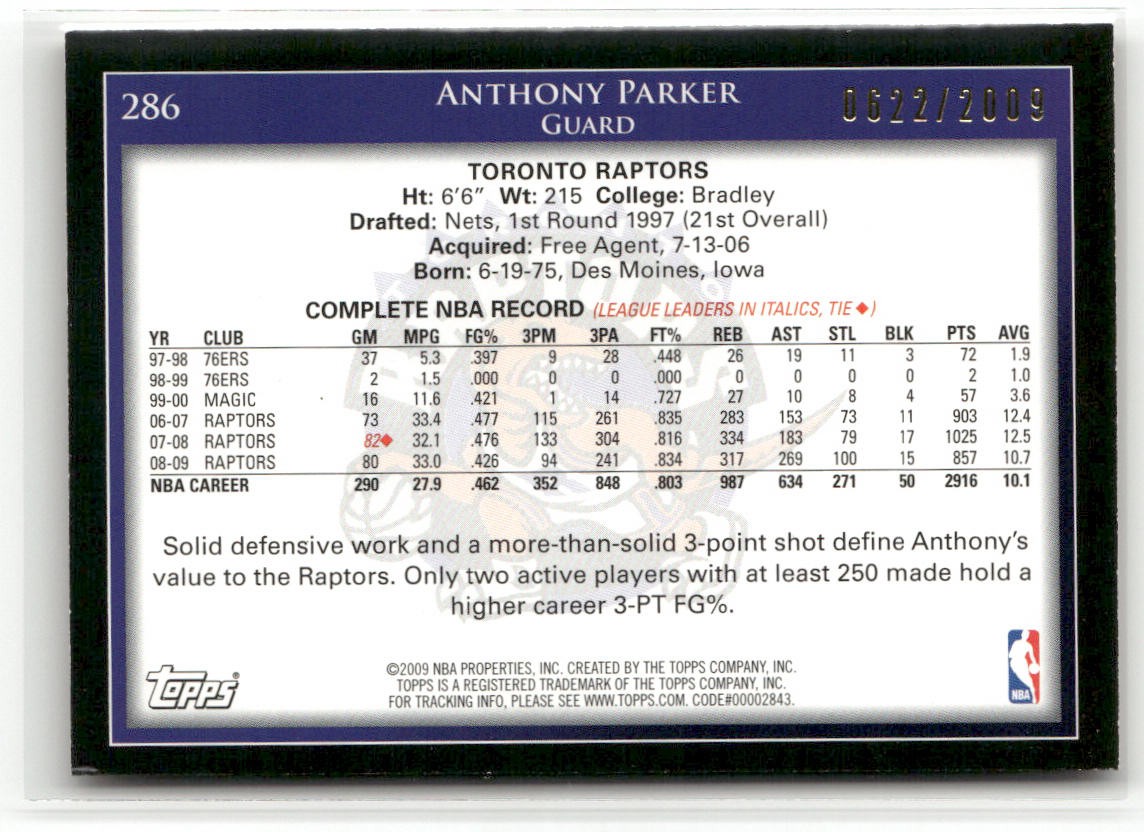 286
ANTHONY PARKER
GUARD
0622/2009
TORONTO RAPTORS
Ht: 6'6" Wt: 215 College: Bradley
Drafted: Nets, 1st Round 1997 (21st Overall)
Acquired: Free Agent, 7-13-06
Born: 6-19-75, Des Moines, Iowa
COMPLETE NBA RECORD (LEAGUE LEADERS IN ITALICS, TIE ◆)
YR CLUB GM MPG FG% 3PM 3PA FT% REB AST STL BLK PTS AVG
97-98 76ERS 37 5.3 .397 9 28 .448 26 19 11 3 72 1.9
98-99 76ERS 2 1.5 .000 0 0 .000 0 0 0 0 2 1.0
99-00 MAGIC 16 11.6 .421 1 14 .727 27 10 8 4 57 3.6
06-07 RAPTORS 73 33.4 .477 115 261 .835 283 153 73 11 903 12.4
07-08 RAPTORS 82◆ 32.1 .476 133 304 .816 334 183 79 17 1025 12.5
08-09 RAPTORS 80 33.0 .426 94 241 .834 317 269 100 15 857 10.7
NBA CAREER 290 27.9 .462 352 848 .803 987 634 271 50 2916 10.1
Solid defensive work and a more-than-solid 3-point shot define Anthony's
value to the Raptors. Only two active players with at least 250 made hold a
higher career 3-PT FG%.
Topps®
©2009 NBA PROPERTIES, INC. CREATED BY THE TOPPS COMPANY, INC.
TOPPS IS A REGISTERED TRADEMARK OF THE TOPPS COMPANY, INC.
FOR TRACKING INFO, PLEASE SEE WWW.TOPPS.COM. CODE#00002843.
NBA